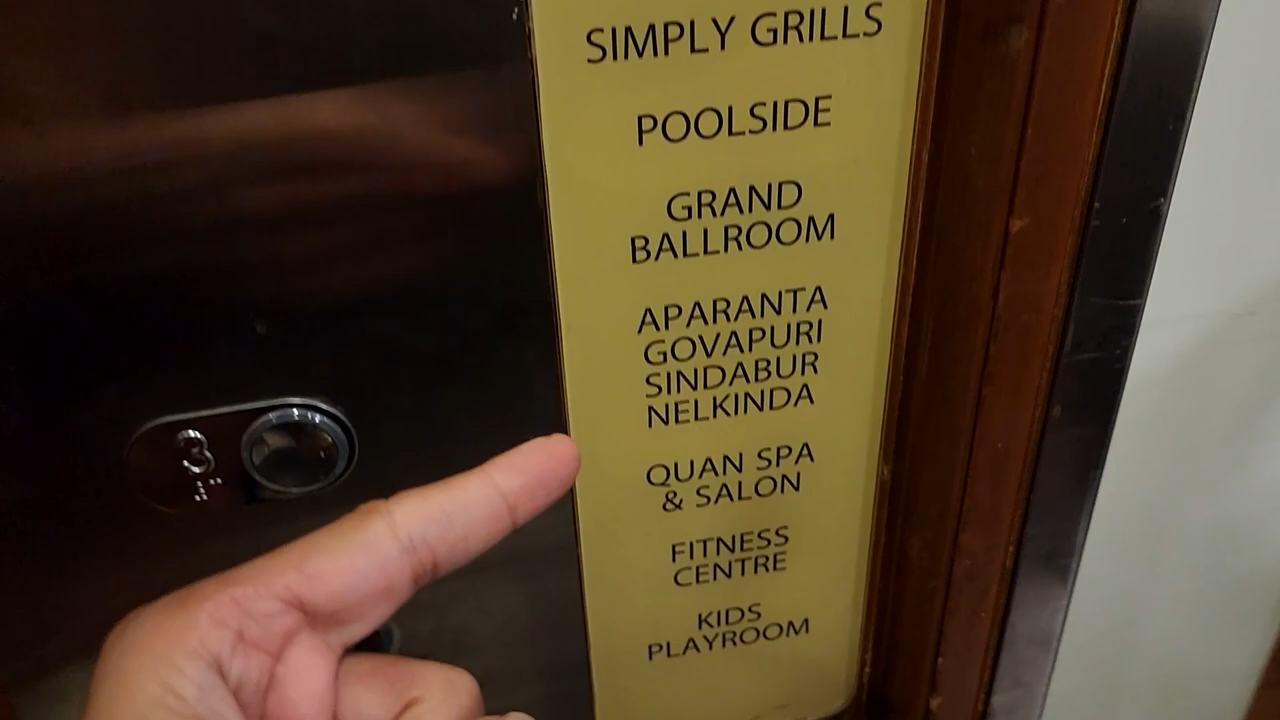 SIMPLY GRILLS
POOLSIDE
GRAND
BALLROOM
APARANTA
GOVAPURI
SINDABUR
NELKINDA
QUAN SPA
& SALON
FITNESS
CENTRE
KIDS
PLAYROOM
3